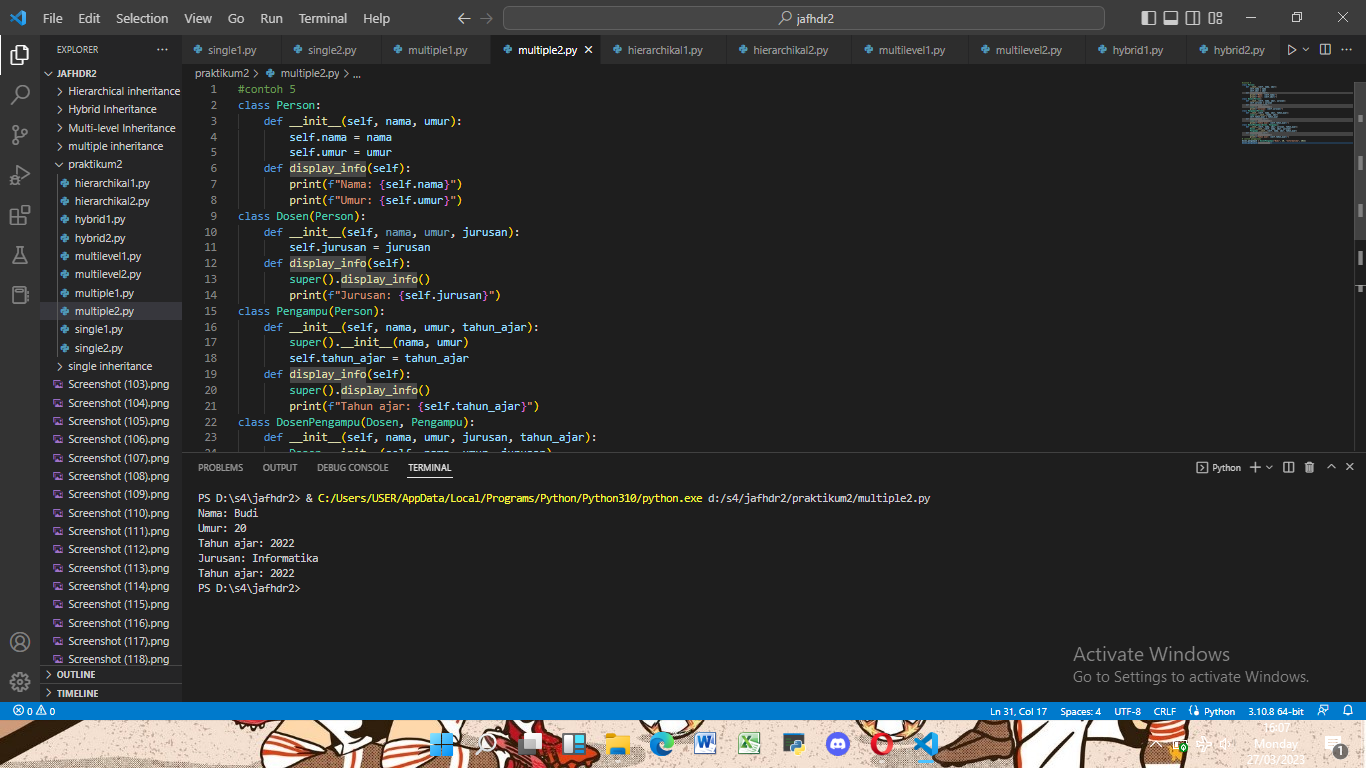 File Edit Selection View Go Run Terminal Help
jafhdr2
EXPLORER
single1.py single2.py multiple1.py multiple2.py hierarchikal1.py hierarchikal2.py multilevel1.py multilevel2.py hybrid1.py hybrid2.py
JAFHDR2
Hierarchical inheritance
Hybrid Inheritance
Multi-level Inheritance
multiple inheritance
praktikum2
hierarchikal1.py
hierarchikal2.py
hybrid1.py
hybrid2.py
multilevel1.py
multilevel2.py
multiple1.py
multiple2.py
single1.py
single2.py
single inheritance
Screenshot (103).png
Screenshot (104).png
Screenshot (105).png
Screenshot (106).png
Screenshot (107).png
Screenshot (108).png
Screenshot (109).png
Screenshot (110).png
Screenshot (111).png
Screenshot (112).png
Screenshot (113).png
Screenshot (114).png
Screenshot (115).png
Screenshot (116).png
Screenshot (117).png
Screenshot (118).png
OUTLINE
TIMELINE
praktikum2 > multiple2.py > ...
1 #contoh 5
2 class Person:
3 def __init__(self, nama, umur):
4 self.nama = nama
5 self.umur = umur
6 def display_info(self):
7 print(f"Nama: {self.nama}")
8 print(f"Umur: {self.umur}")
9 class Dosen(Person):
10 def __init__(self, nama, umur, jurusan):
11 self.jurusan = jurusan
12 def display_info(self):
13 super().display_info()
14 print(f"Jurusan: {self.jurusan}")
15 class Pengampu(Person):
16 def __init__(self, nama, umur, tahun_ajar):
17 super().__init__(nama, umur)
18 self.tahun_ajar = tahun_ajar
19 def display_info(self):
20 super().display_info()
21 print(f"Tahun ajar: {self.tahun_ajar}")
22 class DosenPengampu(Dosen, Pengampu):
23 def __init__(self, nama, umur, jurusan, tahun_ajar):
PROBLEMS OUTPUT DEBUG CONSOLE TERMINAL
Python
PS D:\s4\jafhdr2> & C:/Users/USER/AppData/Local/Programs/Python/Python310/python.exe d:/s4/jafhdr2/praktikum2/multiple2.py
Nama: Budi
Umur: 20
Tahun ajar: 2022
Jurusan: Informatika
Tahun ajar: 2022
PS D:\s4\jafhdr2>
Activate Windows
Go to Settings to activate Windows.
0 0 Ln 31, Col 17 Spaces: 4 UTF-8 CRLF Python 3.10.8 64-bit
16:07
Monday
27/03/2023
1